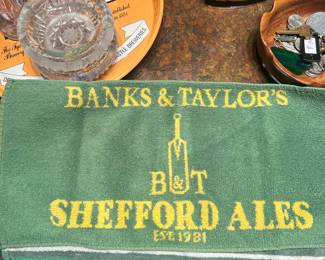 BANKS & TAYLOR'S
B&T
SHEFFORD ALES
EST 1981